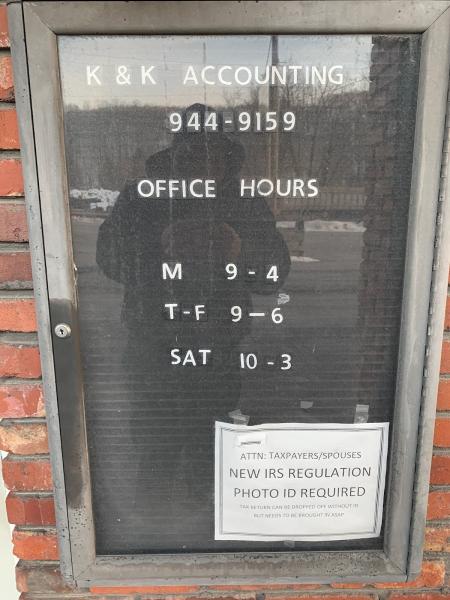 K & K ACCOUNTING
944-9159
OFFICE HOURS
M 9-4
T-F 9-6
SAT 10-3
ATTN: TAXPAYERS/SPOUSES
NEW IRS REGULATION
PHOTO ID REQUIRED
TAX RETURN CAN BE DROPPED OFF WITHOUT ID
BUT NEEDS TO BE BROUGHT IN ASAP